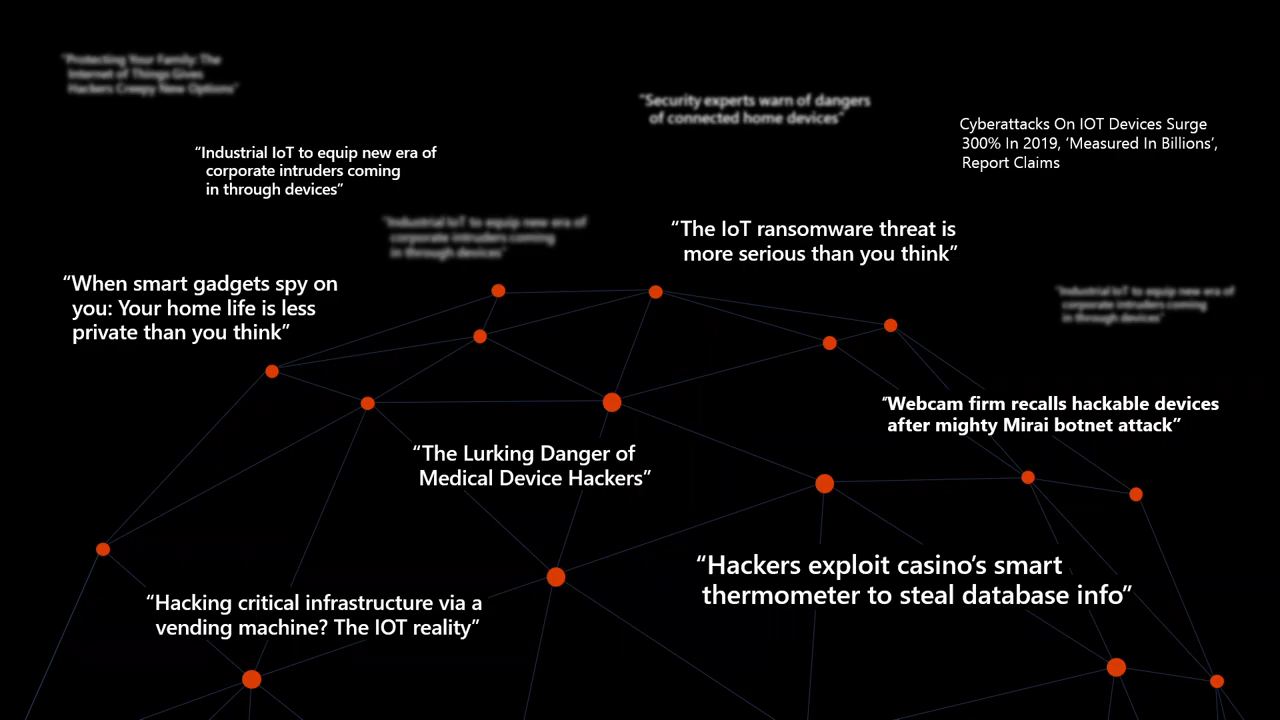 “Protecting Your Family: The
Internet of Things Gives
Hackers Creepy New Options”
“Security experts warn of dangers
of connected home devices”
Cyberattacks On IOT Devices Surge
300% In 2019, ‘Measured In Billions’,
Report Claims
“Industrial IoT to equip new era of
corporate intruders coming
in through devices”
“Industrial IoT to equip new era of
corporate intruders coming
in through devices”
“The IoT ransomware threat is
more serious than you think”
“When smart gadgets spy on
you: Your home life is less
private than you think”
“Industrial IoT to equip new era of
corporate intruders coming
in through devices”
“Webcam firm recalls hackable devices
after mighty Mirai botnet attack”
“The Lurking Danger of
Medical Device Hackers”
“Hackers exploit casino’s smart
thermometer to steal database info”
“Hacking critical infrastructure via a
vending machine? The IOT reality”